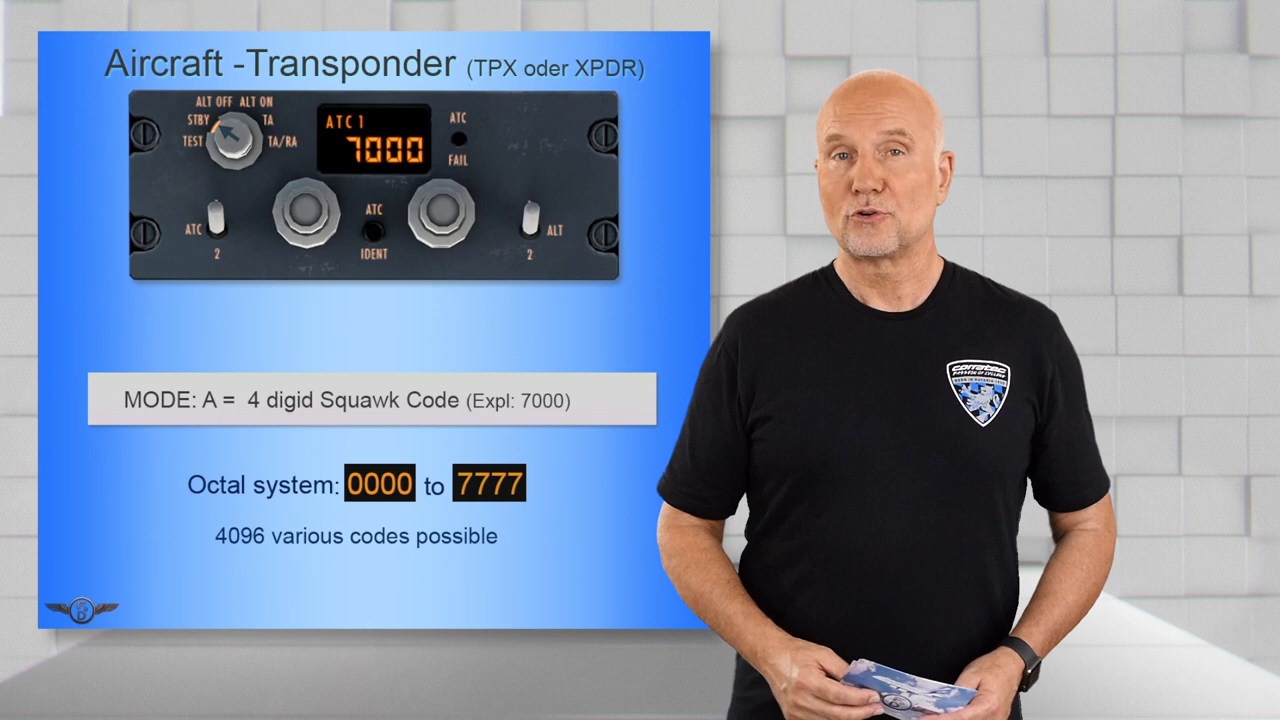 Aircraft -Transponder (TPX oder XPDR)
ALT OFF ALT ON
STBY
TA
TEST
TA/RA
ATC 1
7000
ATC
FAIL
ATC
2
ATC
IDENT
ALT
2
MODE: A = 4 digid Squawk Code (Expl: 7000)
Octal system: 0000 to 7777
4096 various codes possible
corratec